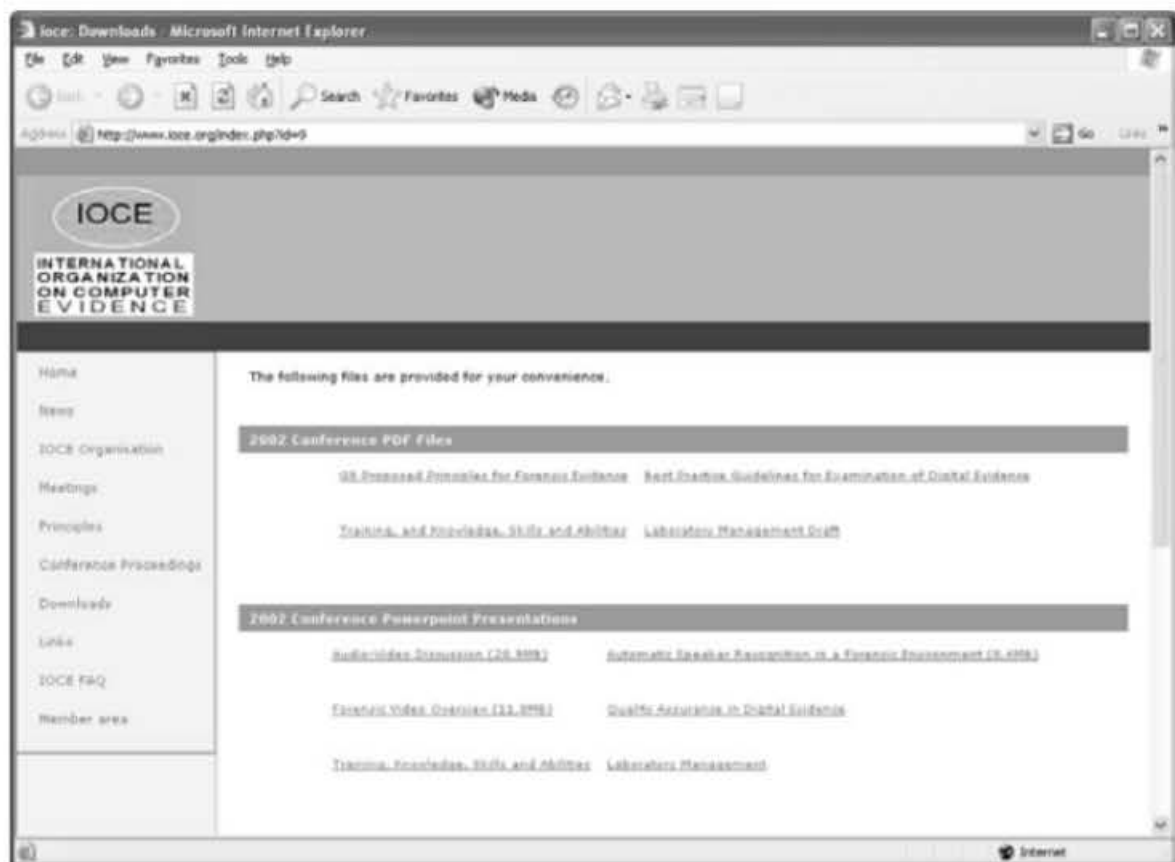 ioce: Downloads - Microsoft Internet Explorer
File Edit View Favorites Tools Help
Back Search Favorites Media
Address http://www.ioce.org/index.php?id=9 Go Links
IOCE
INTERNATIONAL
ORGANIZATION
ON COMPUTER
EVIDENCE
Home
News
IOCE Organisation
Meetings
Principles
Conference Proceedings
Downloads
Links
IOCE FAQ
Member area
The following files are provided for your convenience.
2002 Conference PDF Files
G8 Proposed Principles for Forensic Evidence Best Practice Guidelines for Examination of Digital Evidence
Training, and Knowledge, Skills and Abilities Laboratory Management Draft
2002 Conference Powerpoint Presentations
Audio/Video Discussion Automatic Speaker Recognition in a Forensic Environment
Forensic Video Overview Quality Assurance in Digital Evidence
Training, Knowledge, Skills and Abilities Laboratory Management
Internet